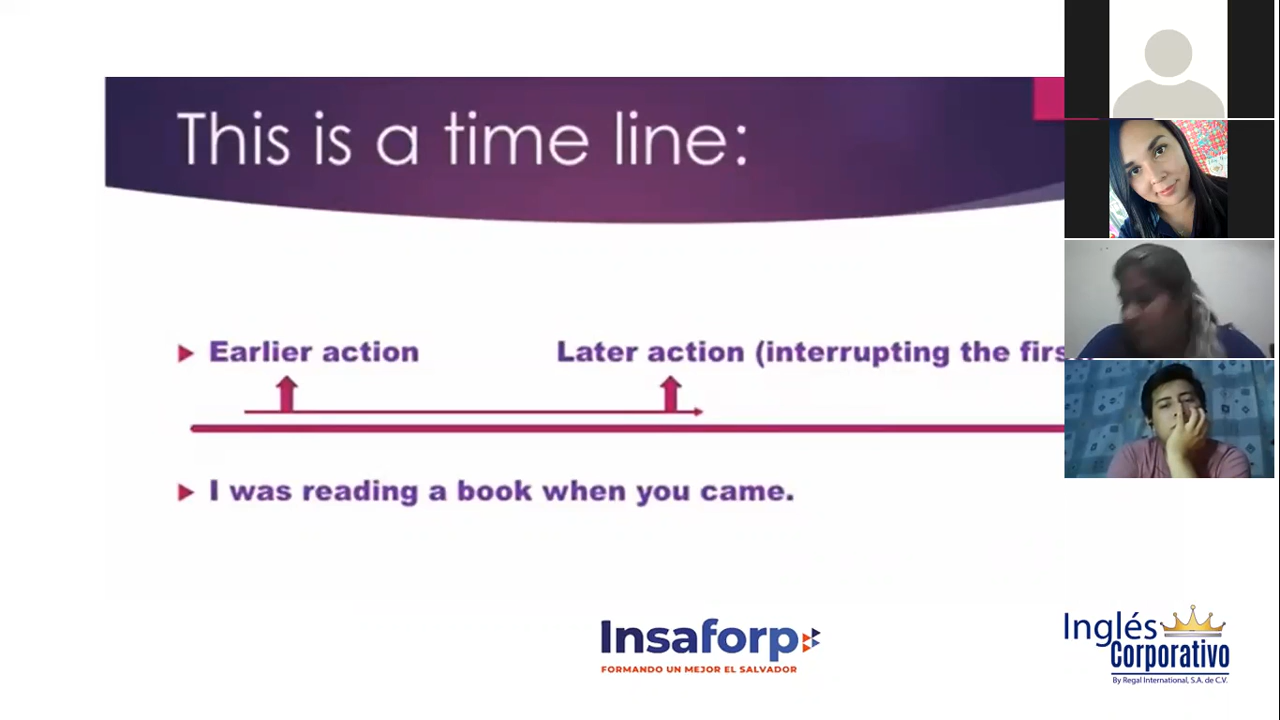 This is a time line:
Earlier action
Later action (interrupting the
I was reading a book when you came.
Insaforp
FORMANDO UN MEJOR EL SALVADOR
Inglés
Corporativo
By Regal International, S.A. de C.V.